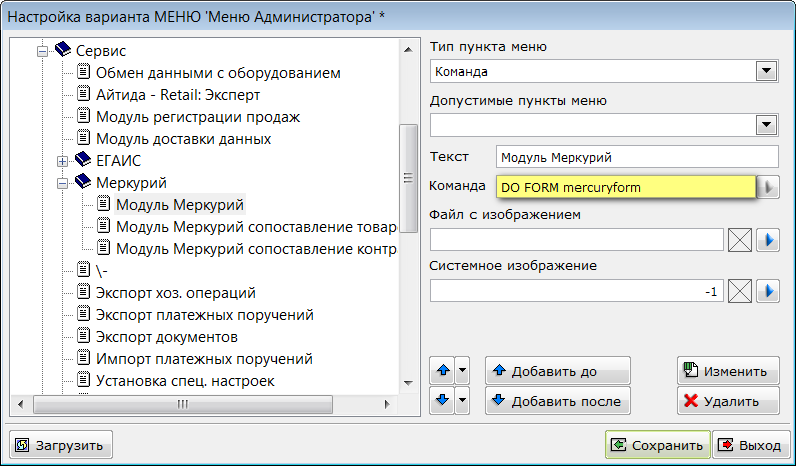 Настройка варианта МЕНЮ 'Меню Администратора' *
Сервис
Обмен данными с оборудованием
Айтида - Retail: Эксперт
Модуль регистрации продаж
Модуль доставки данных
ЕГАИС
Меркурий
Модуль Меркурий
Модуль Меркурий сопоставление товар
Модуль Меркурий сопоставление контра
\-
Экспорт хоз. операций
Экспорт платежных поручений
Экспорт документов
Импорт платежных поручений
Установка спец. настроек
Тип пункта меню
Команда
Допустимые пункты меню
Текст Модуль Меркурий
Команда DO FORM mercuryform
Файл с изображением
Системное изображение
-1
Добавить до Изменить
Добавить после Удалить
Загрузить Сохранить Выход